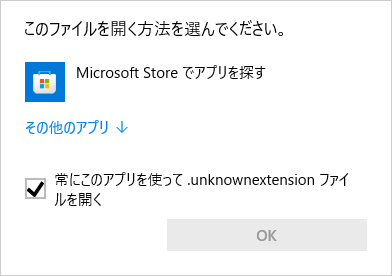 このファイルを開く方法を選んでください。
Microsoft Store でアプリを探す
その他のアプリ ↓
常にこのアプリを使って .unknownextension ファイ
ルを開く
OK